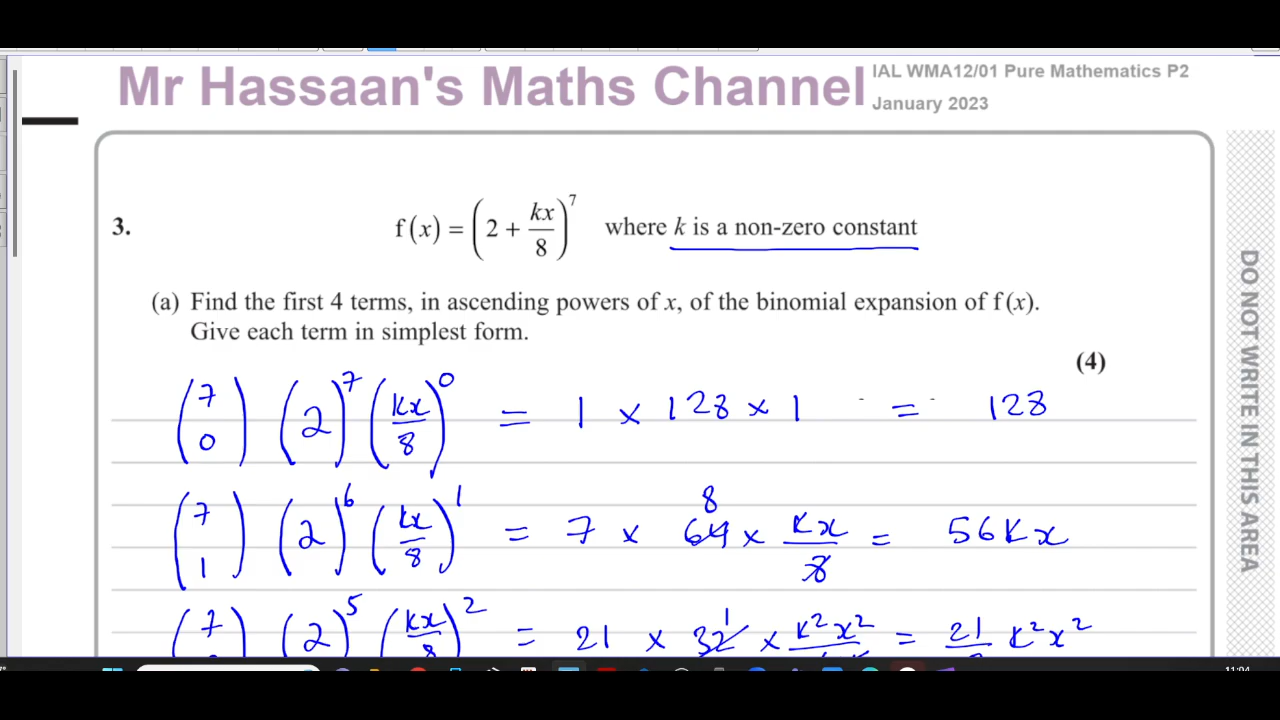 Mr Hassaan's Maths Channel
IAL WMA12/01 Pure Mathematics P2
January 2023
3. f(x) = (2 + kx/8)^7 where k is a non-zero constant
(a) Find the first 4 terms, in ascending powers of x, of the binomial expansion of f(x).
Give each term in simplest form.
(4)
(7 0) (2)^7 (kx/8)^0 = 1 × 128 × 1 = 128
(7 1) (2)^6 (kx/8)^1 = 7 × 64 8 × kx/8 = 56kx
(7 (2)^5 (kx/8)^2 = 21 × 32 1 × k²x² = 21 k²x²
DO NOT WRITE IN THIS AREA